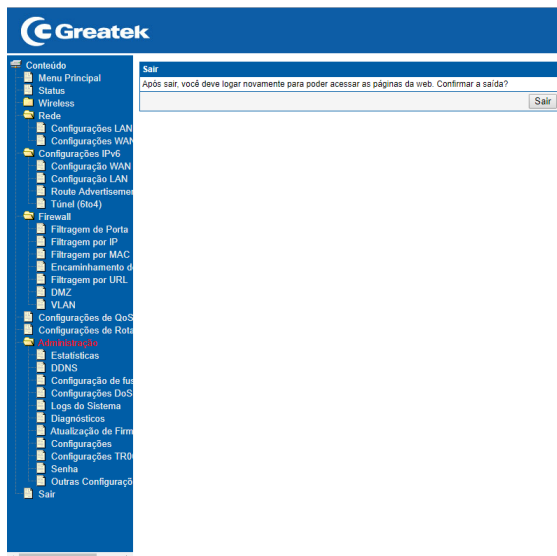 Greatek
Conteúdo
Menu Principal
Status
Wireless
Rede
Configurações LAN
Configurações WAN
Configurações IPv6
Configuração WAN
Configuração LAN
Route Advertisemen
Túnel (6to4)
Firewall
Filtragem de Porta
Filtragem por IP
Filtragem por MAC
Encaminhamento d
Filtragem por URL
DMZ
VLAN
Configurações de QoS
Configurações de Rota
Administração
Estatísticas
DDNS
Configuração de fus
Configurações DoS
Logs do Sistema
Diagnósticos
Atualização de Firm
Configurações
Configurações TR0
Senha
Outras Configuraçõ
Sair
Sair
Após sair, você deve logar novamente para poder acessar as páginas da web. Confirmar a saída?
Sair